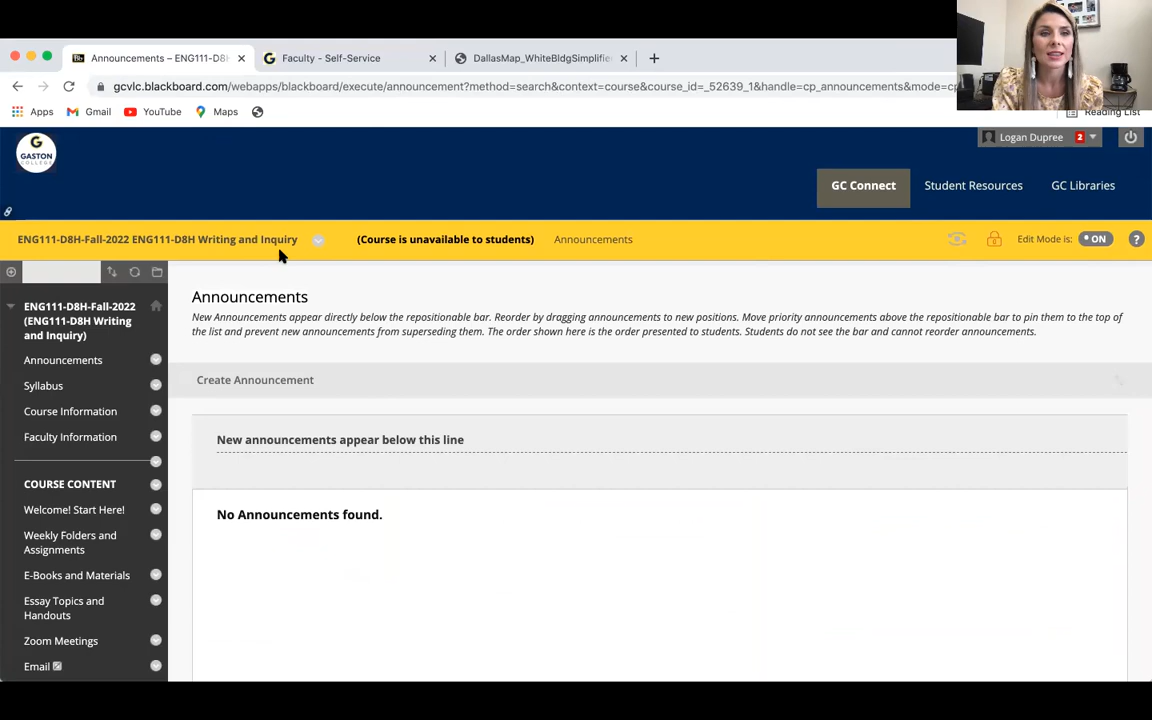 Bb Announcements – ENG111-D8H
G Faculty - Self-Service
DallasMap_WhiteBldgSimplifie
gcvlc.blackboard.com/webapps/blackboard/execute/announcement?method=search&context=course&course_id=_52639_1&handle=cp_announcements&mode=cp
Apps
Gmail
YouTube
Maps
Reading List
G
GASTON
COLLEGE
Logan Dupree
2
GC Connect
Student Resources
GC Libraries
ENG111-D8H-Fall-2022 ENG111-D8H Writing and Inquiry
(Course is unavailable to students)
Announcements
Edit Mode is:
ON
?
ENG111-D8H-Fall-2022
(ENG111-D8H Writing
and Inquiry)
Announcements
Syllabus
Course Information
Faculty Information
COURSE CONTENT
Welcome! Start Here!
Weekly Folders and
Assignments
E-Books and Materials
Essay Topics and
Handouts
Zoom Meetings
Email
Announcements
New Announcements appear directly below the repositionable bar. Reorder by dragging announcements to new positions. Move priority announcements above the repositionable bar to pin them to the top of
the list and prevent new announcements from superseding them. The order shown here is the order presented to students. Students do not see the bar and cannot reorder announcements.
Create Announcement
New announcements appear below this line
No Announcements found.